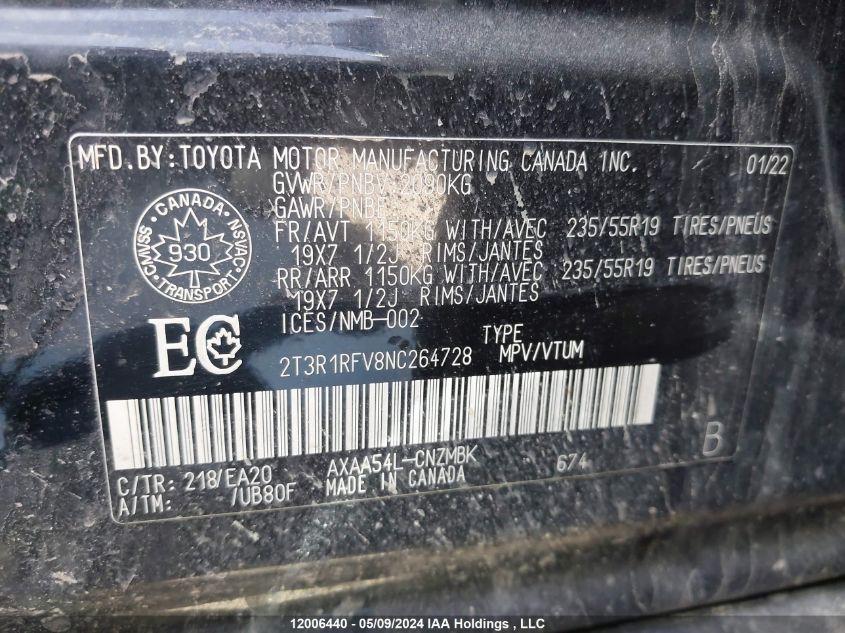 MFD.BY:TOYOTA MOTOR MANUFACTURING CANADA INC. 01/22
GVWR/PNBV 2090KG
GAWR/PNBE
FR/AVT 1150KG WITH/AVEC 235/55R19 TIRES/PNEUS
19X7 1/2J RIMS/JANTES
RR/ARR 1150KG WITH/AVEC 235/55R19 TIRES/PNEUS
19X7 1/2J RIMS/JANTES
ICES/NMB-002
CANADA
CMVSS 930 NSVAC
TRANSPORT
EC
TYPE
2T3R1RFV8NC264728 MPV/VTUM
B
C/TR: 218/EA20 AXAA54L-CNZMBK 674
A/TM: /UB80F MADE IN CANADA
12006440 - 05/09/2024 IAA Holdings , LLC